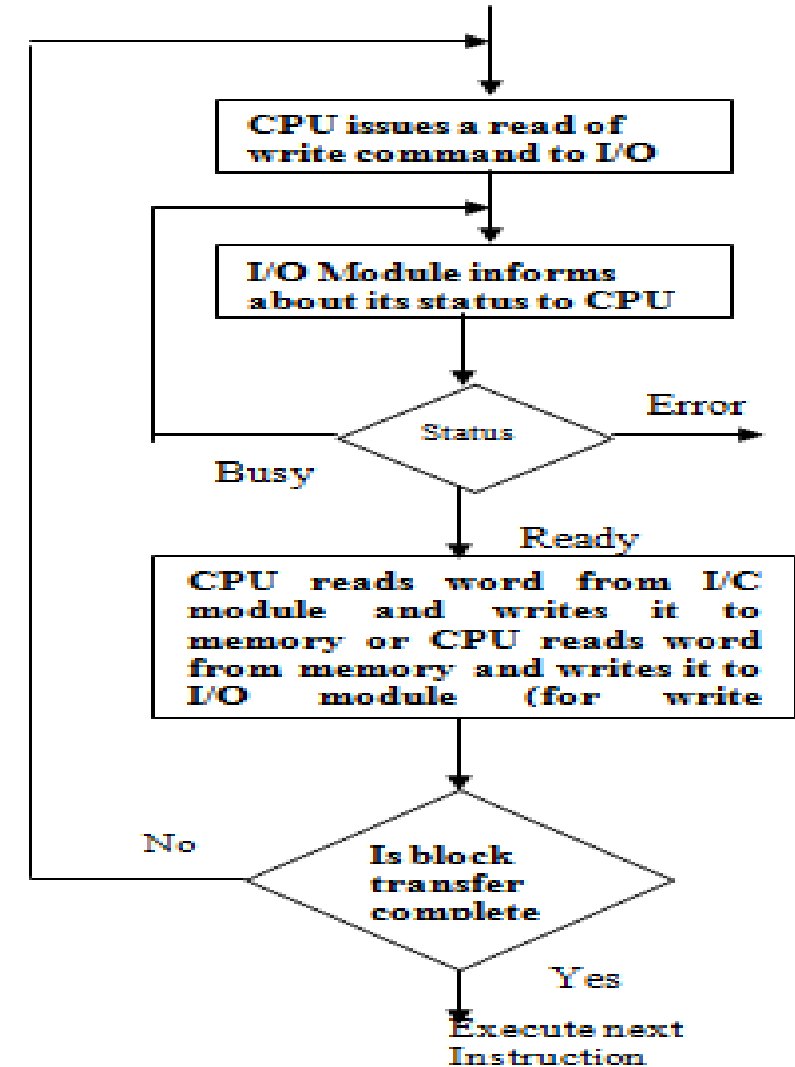 CPU issues a read of
write command to I/O
I/O Module informs
about its status to CPU
Status
Error
Busy
Ready
CPU reads word from I/C
module and writes it to
memory or CPU reads word
from memory and writes it to
I/O module (for write
No
Is block
transfer
complete
Yes
Execute next
Instruction